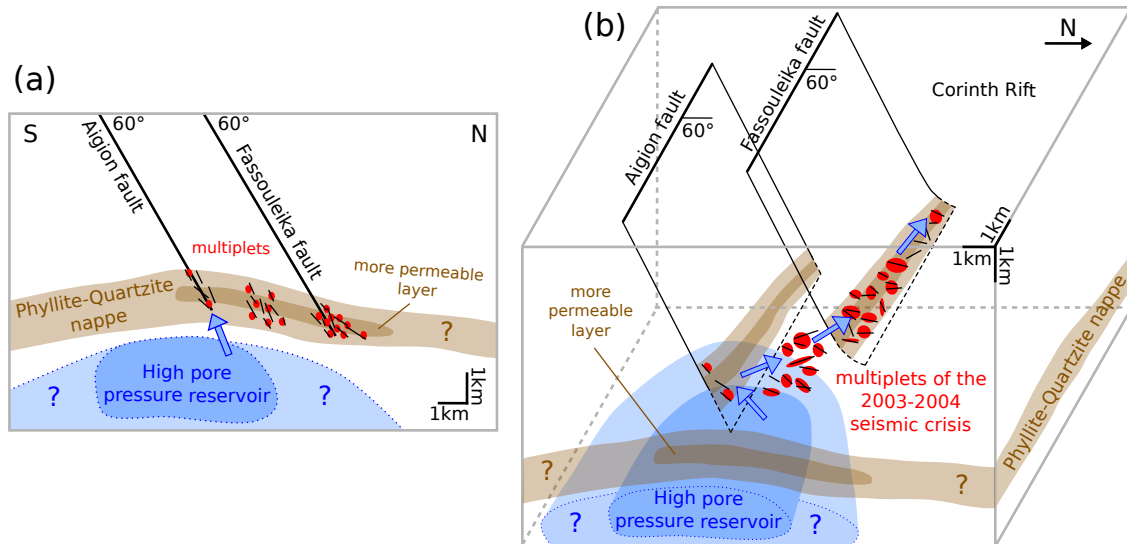 (a)
S
60°
60°
N
Aigion fault
Fassouleika fault
multiplets
more permeable
layer
Phyllite-Quartzite
nappe
?
High pore
pressure reservoir
?
?
1km
1km
(b)
N
Corinth Rift
Fassouleika fault
60°
Aigion fault
60°
1km
1km
1km
more
permeable
layer
multiplets of the
2003-2004
seismic crisis
Phyllite-Quartzite nappe
?
?
High pore
pressure reservoir
?
?